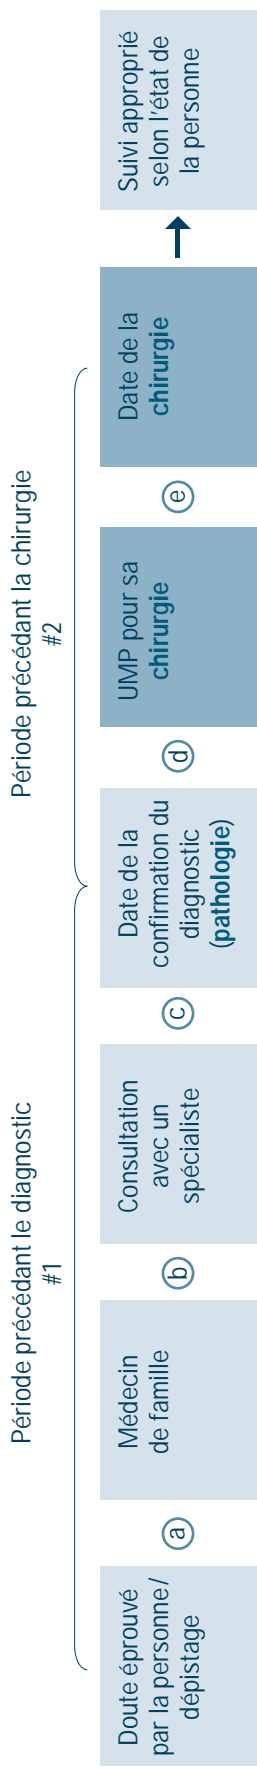 Période précédant le diagnostic
#1
Période précédant la chirurgie
#2
Doute éprouvé
par la personne/
dépistage
a
Médecin
de famille
b
Consultation
avec un
spécialiste
c
Date de la
confirmation du
diagnostic
(pathologie)
d
UMP pour sa
chirurgie
e
Date de la
chirurgie
Suivi approprié
selon l'état de
la personne